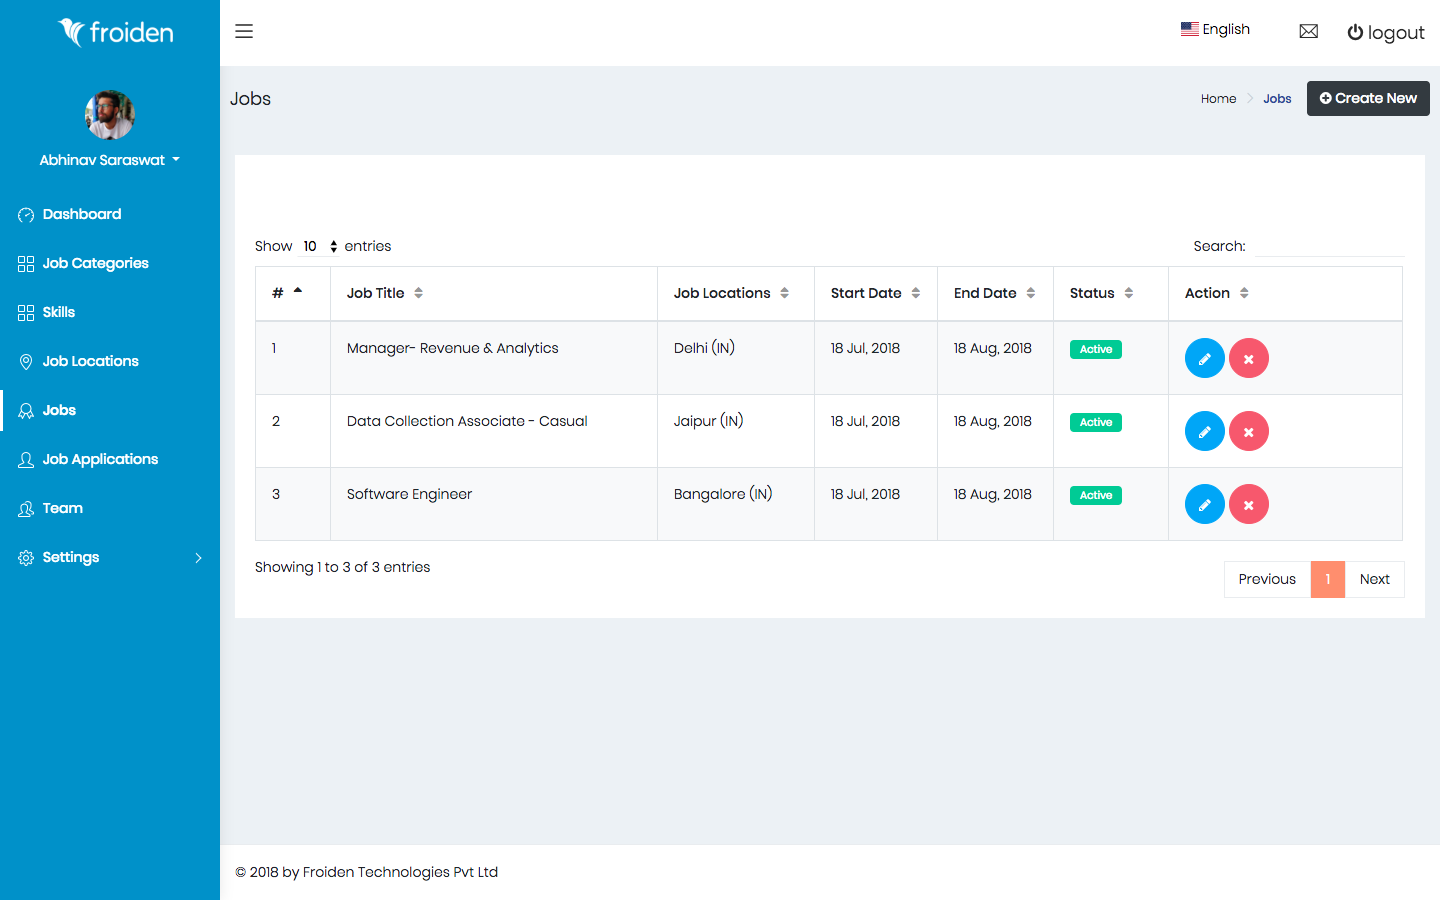 froiden
English
logout
Jobs
Home
Jobs
Create New
Abhinav Saraswat
Dashboard
Job Categories
Skills
Job Locations
Jobs
Job Applications
Team
Settings
Show 10 entries
Search:
# Job Title Job Locations Start Date End Date Status Action
1 Manager- Revenue & Analytics Delhi (IN) 18 Jul, 2018 18 Aug, 2018 Active
2 Data Collection Associate - Casual Jaipur (IN) 18 Jul, 2018 18 Aug, 2018 Active
3 Software Engineer Bangalore (IN) 18 Jul, 2018 18 Aug, 2018 Active
Showing 1 to 3 of 3 entries
Previous 1 Next
© 2018 by Froiden Technologies Pvt Ltd